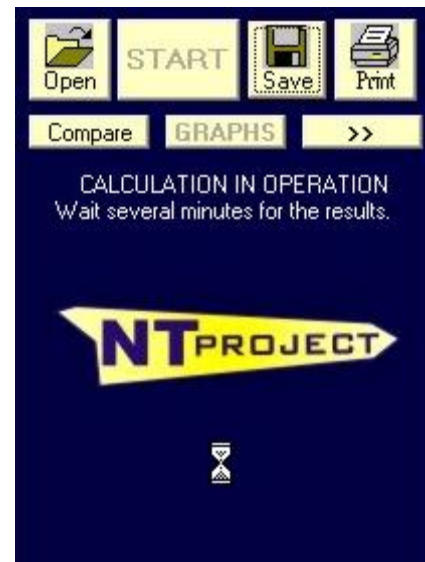 START
Open Save Print
Compare GRAPHS >>
CALCULATION IN OPERATION
Wait several minutes for the results.
NTPROJECT